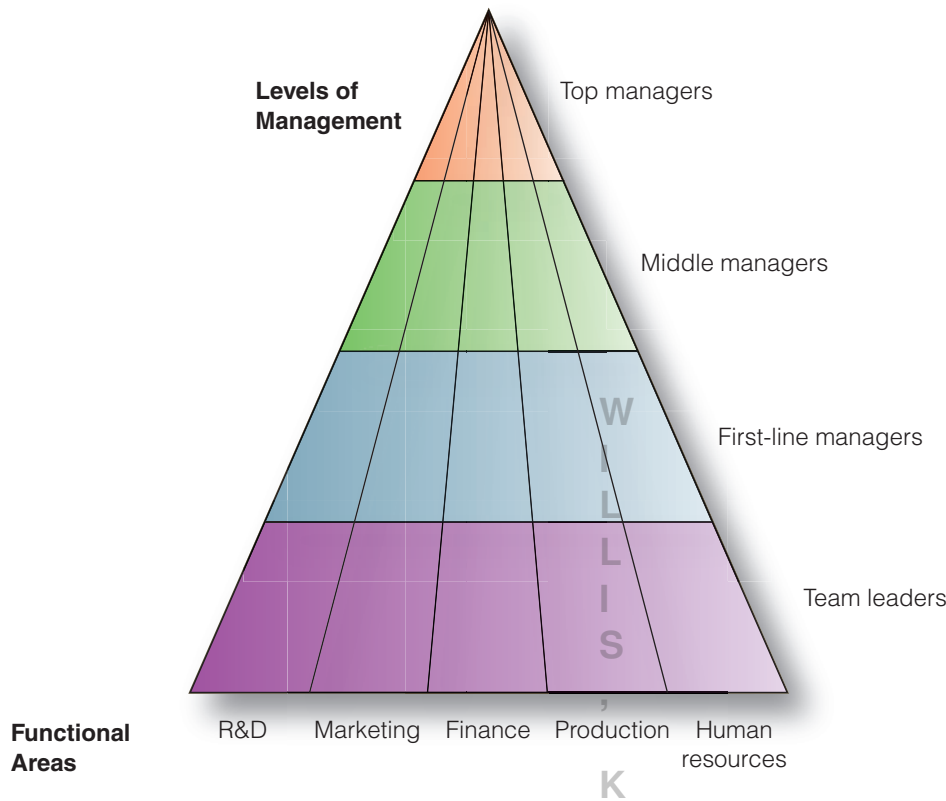 Levels of
Management
Top managers
Middle managers
First-line managers
Team leaders
Functional
Areas
R&D
Marketing
Finance
Production
Human
resources
W
I
L
L
I
S
,
K